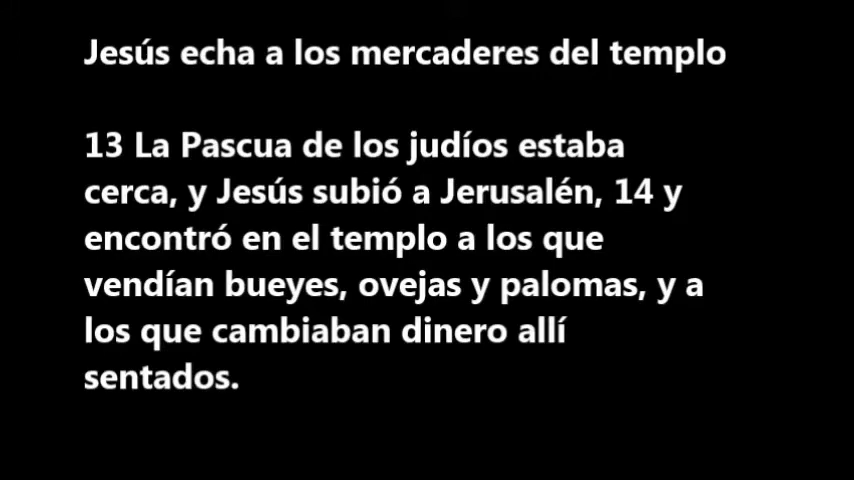 Jesús echa a los mercaderes del templo
13 La Pascua de los judíos estaba
cerca, y Jesús subió a Jerusalén, 14 y
encontró en el templo a los que
vendían bueyes, ovejas y palomas, y a
los que cambiaban dinero allí
sentados.